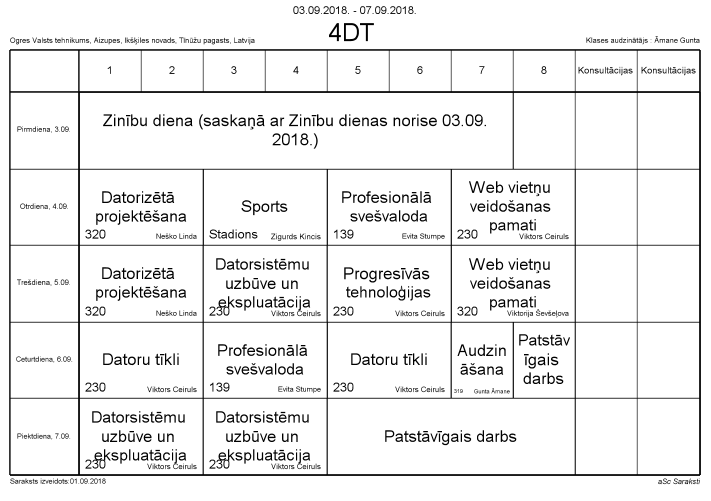 03.09.2018. - 07.09.2018.
Ogres Valsts tehnikums, Aizupes, Ikšķiles novads, Tīnūžu pagasts, Latvija
4DT
Klases audzinātājs : Āmane Gunta
1 2 3 4 5 6 7 8 Konsultācijas Konsultācijas
Pirmdiena, 3.09.
Zinību diena (saskaņā ar Zinību dienas norise 03.09.
2018.)
Otrdiena, 4.09.
Datorizētā
projektēšana
320 Neško Linda
Sports
Stadions Zigurds Kincis
Profesionālā
svešvaloda
139 Evita Stumpe
Web vietņu
veidošanas
pamati
230 Viktors Ceiruls
Trešdiena, 5.09.
Datorizētā
projektēšana
320 Neško Linda
Datorsistēmu
uzbūve un
ekspluatācija
230 Viktors Ceiruls
Progresīvās
tehnoloģijas
230 Viktors Ceiruls
Web vietņu
veidošanas
pamati
320 Viktorija Ševšeļova
Ceturtdiena, 6.09.
Datoru tīkli
230 Viktors Ceiruls
Profesionālā
svešvaloda
139 Evita Stumpe
Datoru tīkli
230 Viktors Ceiruls
Audzin
āšana
319 Gunta Āmane
Patstāv
īgais
darbs
Piektdiena, 7.09.
Datorsistēmu
uzbūve un
ekspluatācija
230 Viktors Ceiruls
Datorsistēmu
uzbūve un
ekspluatācija
230 Viktors Ceiruls
Patstāvīgais darbs
Saraksts izveidots:01.09.2018
aSc Saraksti